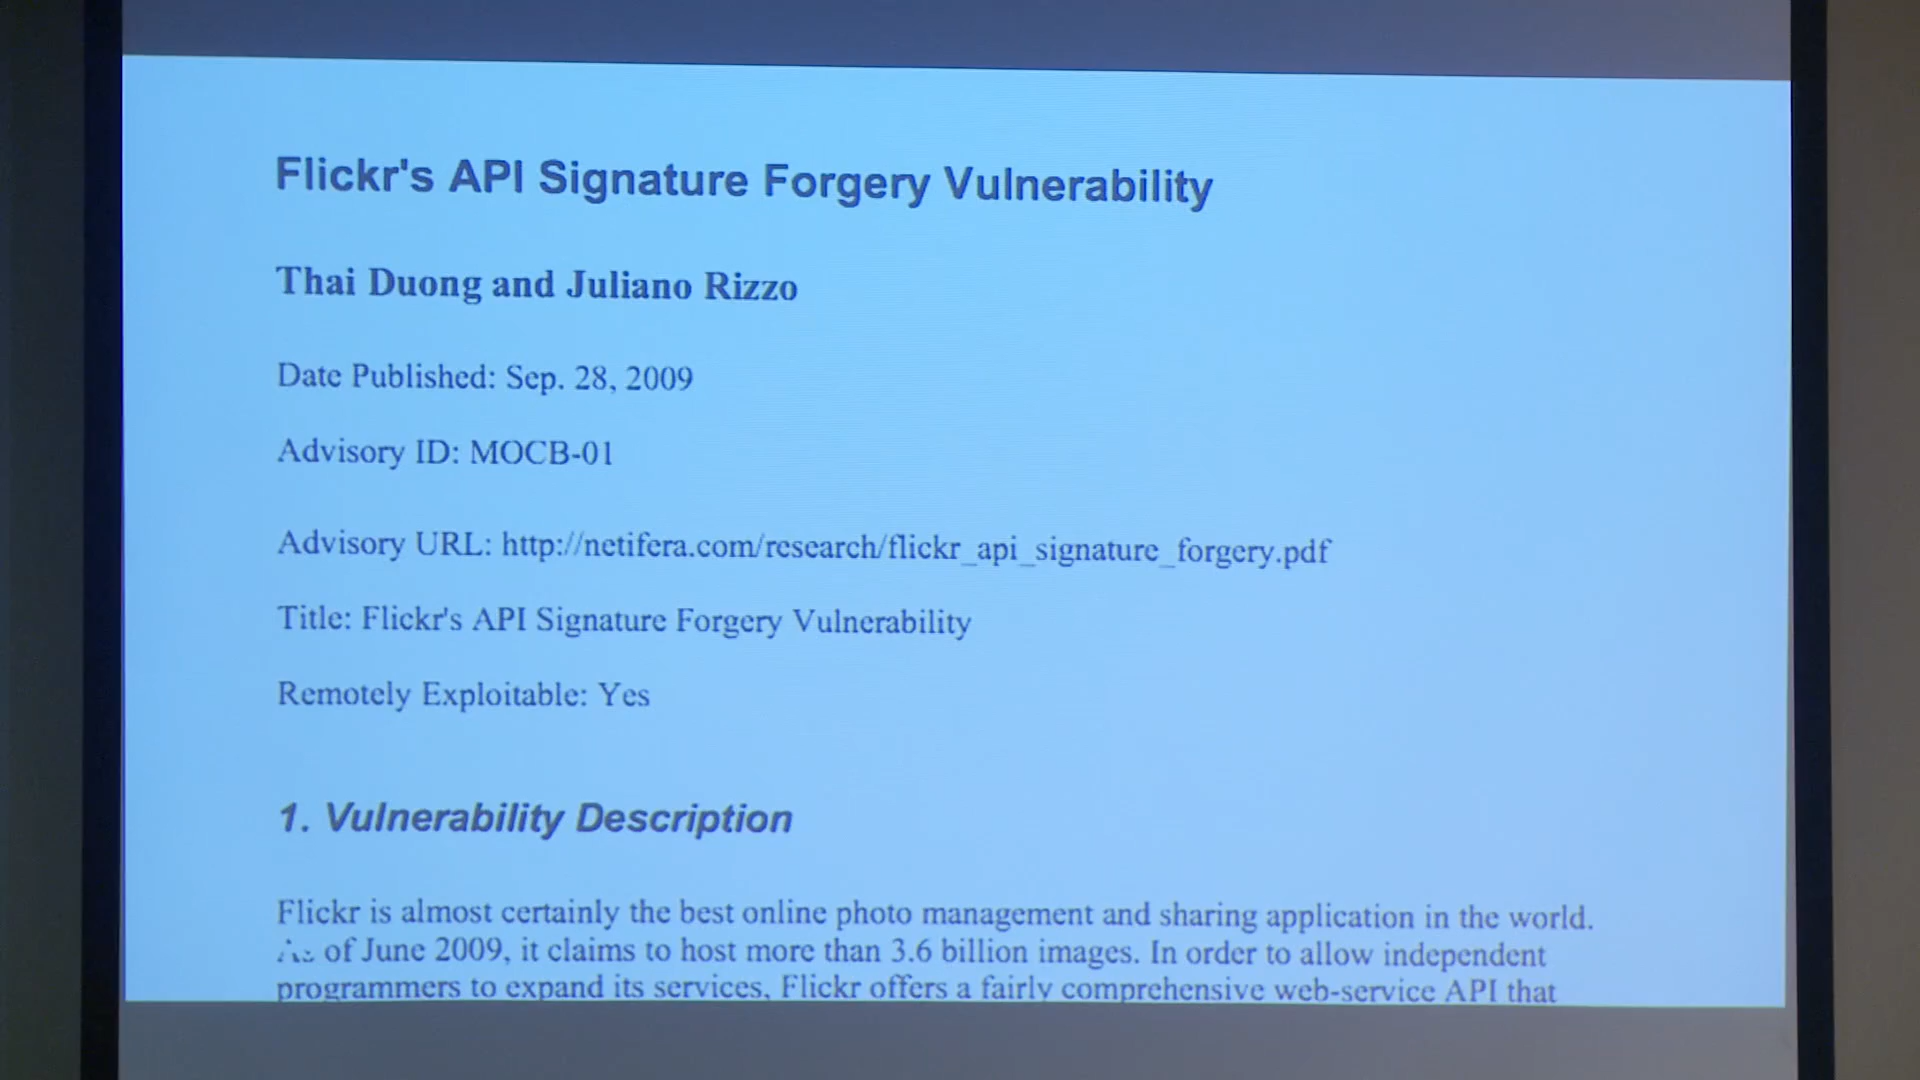 Flickr's API Signature Forgery Vulnerability
Thai Duong and Juliano Rizzo
Date Published: Sep. 28, 2009
Advisory ID: MOCB-01
Advisory URL: http://netifera.com/research/flickr_api_signature_forgery.pdf
Title: Flickr's API Signature Forgery Vulnerability
Remotely Exploitable: Yes
1. Vulnerability Description
Flickr is almost certainly the best online photo management and sharing application in the world.
As of June 2009, it claims to host more than 3.6 billion images. In order to allow independent
programmers to expand its services, Flickr offers a fairly comprehensive web-service API that